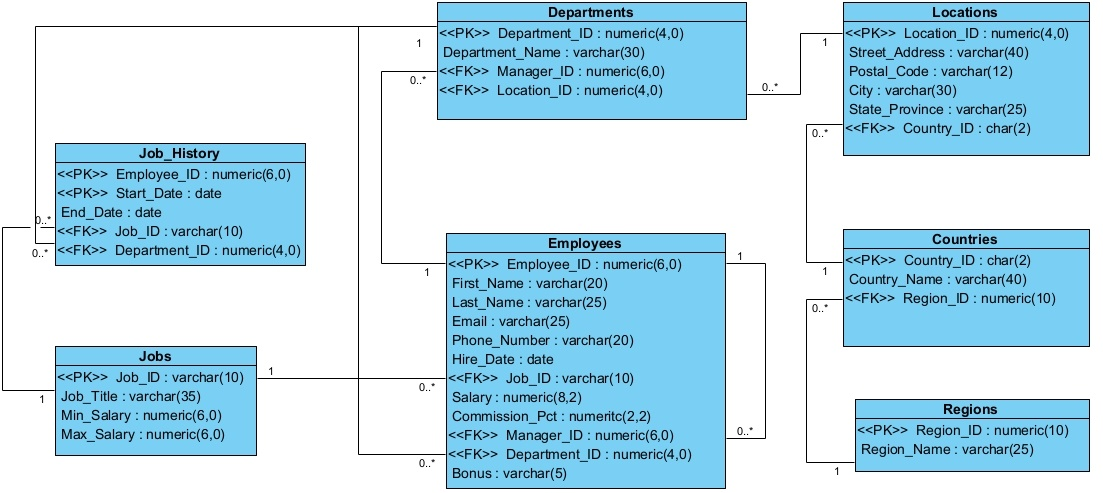 Departments
<<PK>> Department_ID : numeric(4,0)
Department_Name : varchar(30)
<<FK>> Manager_ID : numeric(6,0)
<<FK>> Location_ID : numeric(4,0)
1
0..*
0..*
Locations
<<PK>> Location_ID : numeric(4,0)
Street_Address : varchar(40)
Postal_Code : varchar(12)
City : varchar(30)
State_Province : varchar(25)
<<FK>> Country_ID : char(2)
1
0..*
Job_History
<<PK>> Employee_ID : numeric(6,0)
<<PK>> Start_Date : date
End_Date : date
<<FK>> Job_ID : varchar(10)
<<FK>> Department_ID : numeric(4,0)
0..*
0..*
Employees
<<PK>> Employee_ID : numeric(6,0)
First_Name : varchar(20)
Last_Name : varchar(25)
Email : varchar(25)
Phone_Number : varchar(20)
Hire_Date : date
<<FK>> Job_ID : varchar(10)
Salary : numeric(8,2)
Commission_Pct : numeritc(2,2)
<<FK>> Manager_ID : numeric(6,0)
<<FK>> Department_ID : numeric(4,0)
Bonus : varchar(5)
1
1
0..*
0..*
0..*
Countries
<<PK>> Country_ID : char(2)
Country_Name : varchar(40)
<<FK>> Region_ID : numeric(10)
1
0..*
Jobs
<<PK>> Job_ID : varchar(10)
Job_Title : varchar(35)
Min_Salary : numeric(6,0)
Max_Salary : numeric(6,0)
1
1
Regions
<<PK>> Region_ID : numeric(10)
Region_Name : varchar(25)
1